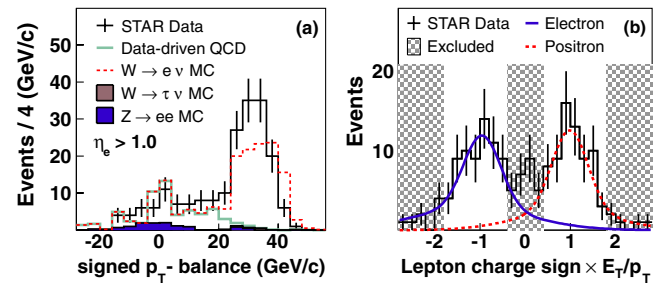 STAR Data
(a)
Data-driven QCD
W → e ν MC
W → τ ν MC
Z → ee MC
η_e > 1.0
Events / 4 (GeV/c)
50
40
30
20
10
-20 0 20 40
signed p_T- balance (GeV/c)
STAR Data
Electron
(b)
Excluded
Positron
Events
20
10
-2 -1 0 1 2
Lepton charge sign × E_T/p_T